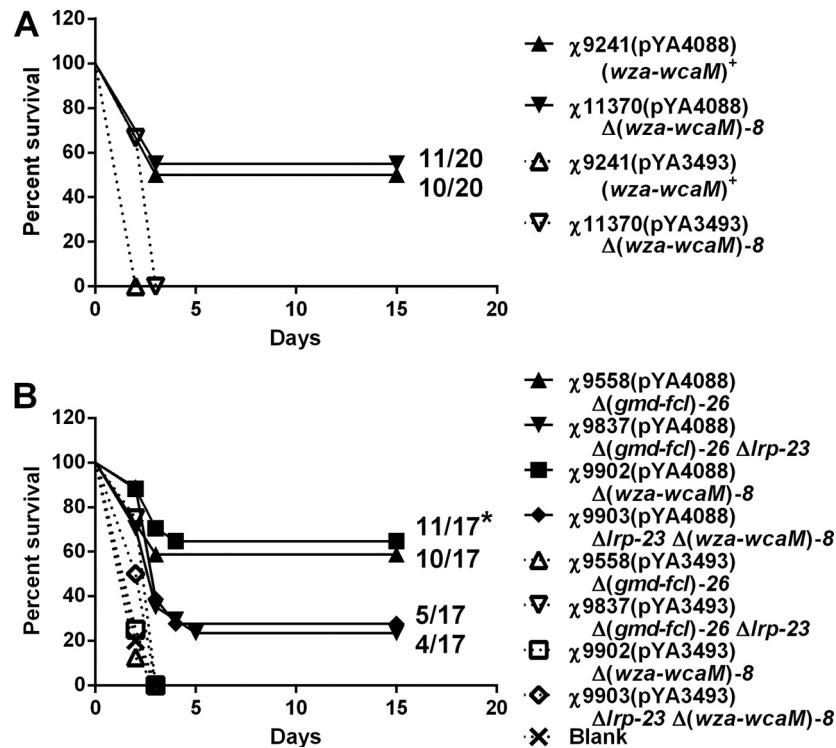 A
Percent survival
120
100
80
60
40
20
0
0 5 10 15 20
Days
11/20
10/20
χ9241(pYA4088)
(wza-wcaM)+
χ11370(pYA4088)
Δ(wza-wcaM)-8
χ9241(pYA3493)
(wza-wcaM)+
χ11370(pYA3493)
Δ(wza-wcaM)-8
B
Percent survival
120
100
80
60
40
20
0
0 5 10 15 20
Days
11/17*
10/17
5/17
4/17
χ9558(pYA4088)
Δ(gmd-fcl)-26
χ9837(pYA4088)
Δ(gmd-fcl)-26 Δlrp-23
χ9902(pYA4088)
Δ(wza-wcaM)-8
χ9903(pYA4088)
Δlrp-23 Δ(wza-wcaM)-8
χ9558(pYA3493)
Δ(gmd-fcl)-26
χ9837(pYA3493)
Δ(gmd-fcl)-26 Δlrp-23
χ9902(pYA3493)
Δ(wza-wcaM)-8
χ9903(pYA3493)
Δlrp-23 Δ(wza-wcaM)-8
Blank